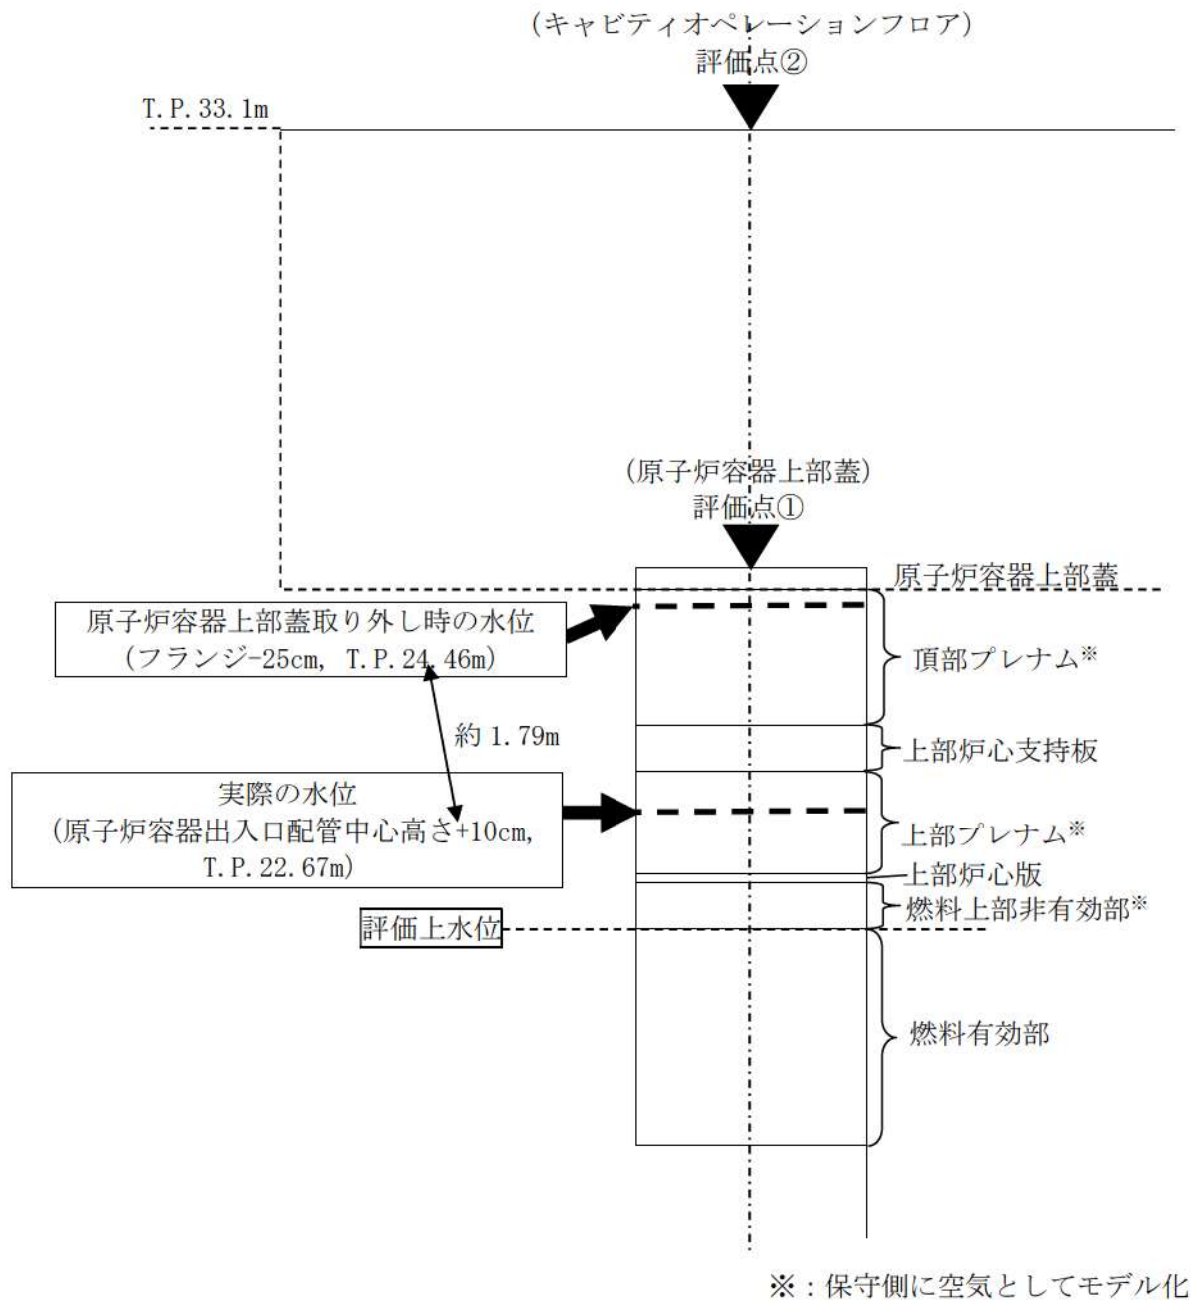 (キャビティオペレーションフロア)
評価点②
T.P.33.1m
(原子炉容器上部蓋)
評価点①
原子炉容器上部蓋
原子炉容器上部蓋取り外し時の水位
(フランジ-25cm, T.P.24.46m)
頂部プレナム※
約1.79m
上部炉心支持板
実際の水位
(原子炉容器出入口配管中心高さ+10cm,
T.P.22.67m)
上部プレナム※
上部炉心版
燃料上部非有効部※
評価上水位
燃料有効部
※：保守側に空気としてモデル化